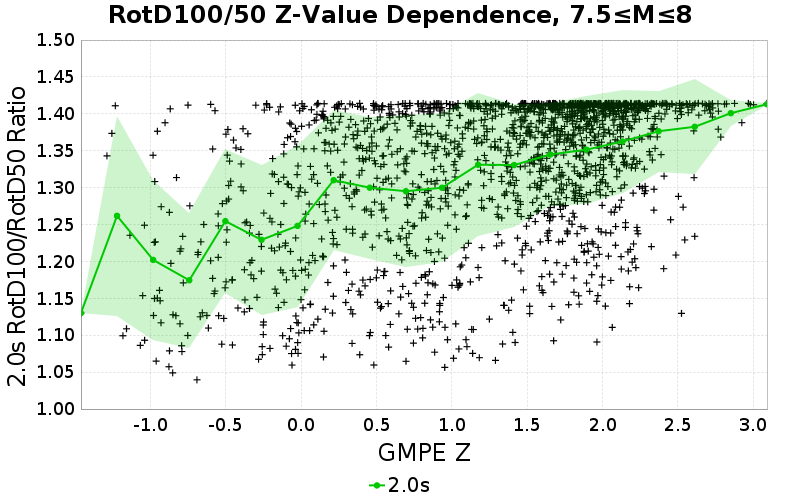 RotD100/50 Z-Value Dependence, 7.5≤M≤8
2.0s RotD100/RotD50 Ratio
1.50
1.45
1.40
1.35
1.30
1.25
1.20
1.15
1.10
1.05
1.00
-1.0 -0.5 0.0 0.5 1.0 1.5 2.0 2.5 3.0
GMPE Z
2.0s